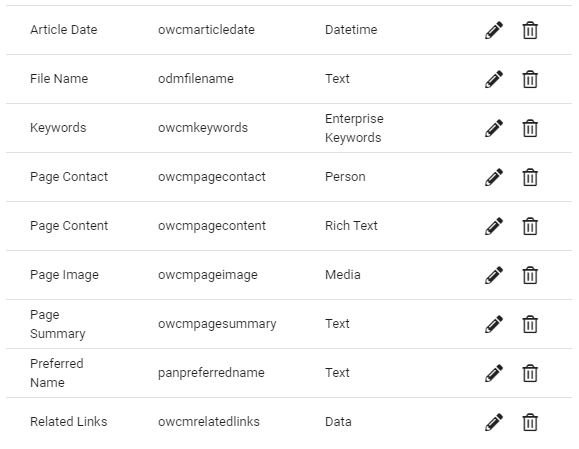 Article Date owcmarticledate Datetime
File Name odmfilename Text
Keywords owcmkeywords Enterprise
Keywords
Page Contact owcmpagecontact Person
Page Content owcmpagecontent Rich Text
Page Image owcmpageimage Media
Page
Summary owcmpagesummary Text
Preferred
Name panpreferredname Text
Related Links owcmrelatedlinks Data